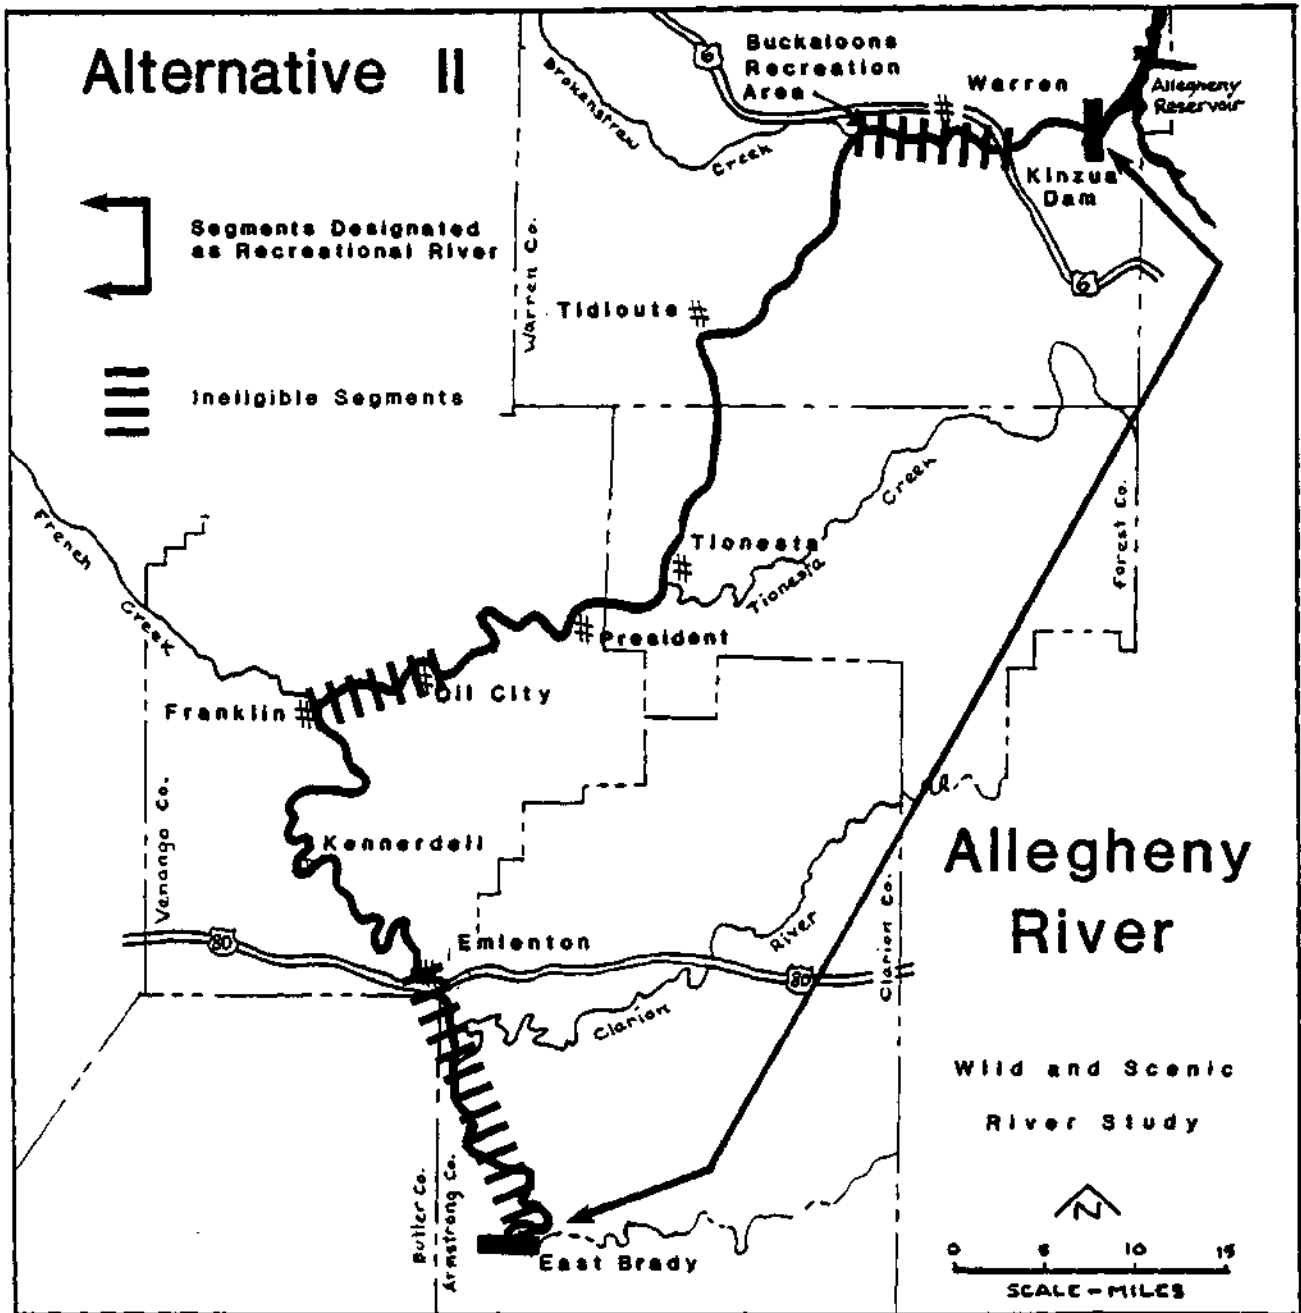 Alternative II
Segments Designated
as Recreational River
Ineligible Segments
6
Brokenstraw
Creek
Buckaloons
Recreation
Area
Warren
Allegheny
Reservoir
Kinzua
Dam
6
Warren Co.
Tidioute
French
Creek
Creek
Tionesta
Tionesta
Forest Co.
President
Oil City
Franklin
Venango Co.
Kennerdell
Allegheny
River
River
Clarion Co.
80
Emlenton
80
Clarion
Wild and Scenic
River Study
Butler Co.
Armstrong Co.
East Brady
N
0 5 10 15
SCALE-MILES